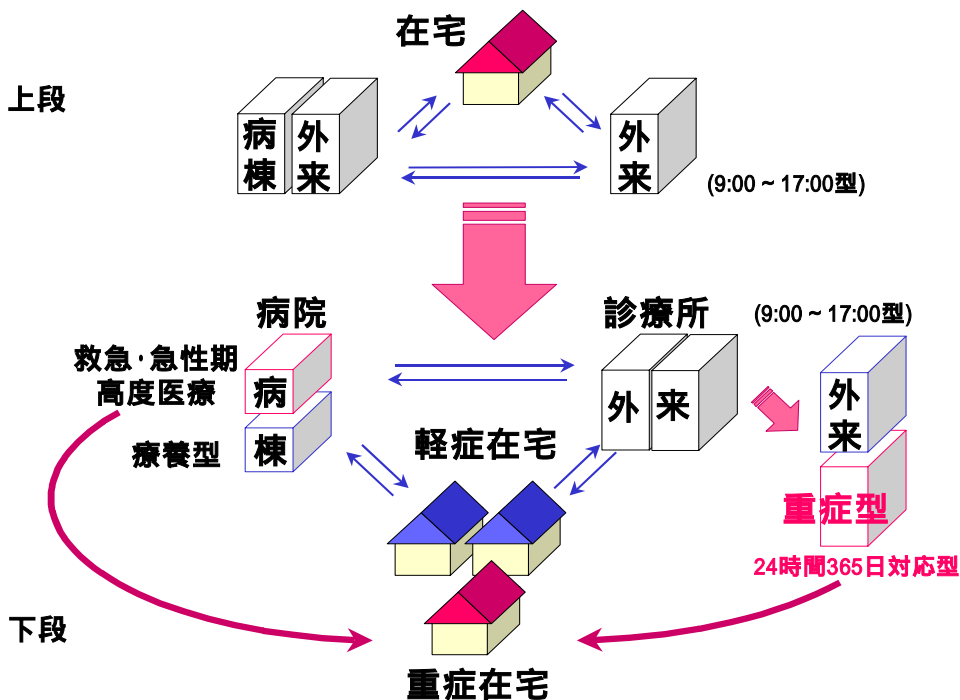 在宅
上段
病棟
外来
外来
(9:00 ~ 17:00型)
病院
診療所
(9:00 ~ 17:00型)
救急・急性期
高度医療
病
療養型
棟
外
来
外来
軽症在宅
重症型
24時間365日対応型
下段
重症在宅